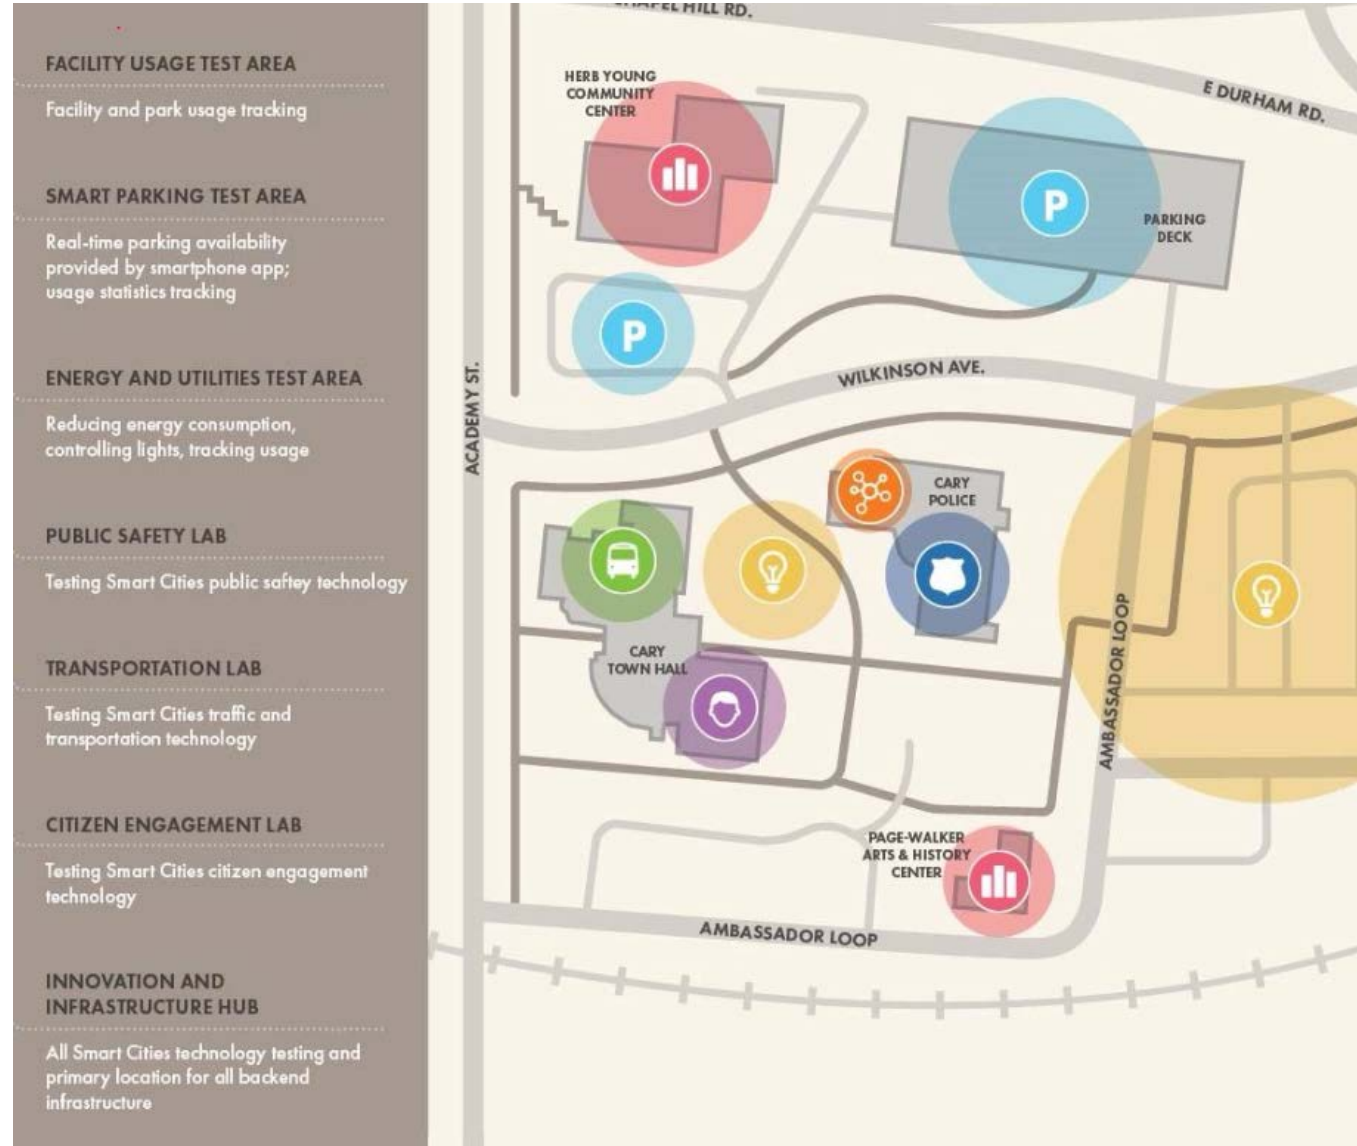 FACILITY USAGE TEST AREA
Facility and park usage tracking
SMART PARKING TEST AREA
Real-time parking availability
provided by smartphone app;
usage statistics tracking
ENERGY AND UTILITIES TEST AREA
Reducing energy consumption,
controlling lights, tracking usage
PUBLIC SAFETY LAB
Testing Smart Cities public saftey technology
TRANSPORTATION LAB
Testing Smart Cities traffic and
transportation technology
CITIZEN ENGAGEMENT LAB
Testing Smart Cities citizen engagement
technology
INNOVATION AND
INFRASTRUCTURE HUB
All Smart Cities technology testing and
primary location for all backend
infrastructure
CHAPEL HILL RD.
E DURHAM RD.
HERB YOUNG
COMMUNITY
CENTER
P
PARKING
DECK
P
WILKINSON AVE.
ACADEMY ST.
CARY
POLICE
CARY
TOWN HALL
AMBASSADOR LOOP
PAGE-WALKER
ARTS & HISTORY
CENTER
AMBASSADOR LOOP